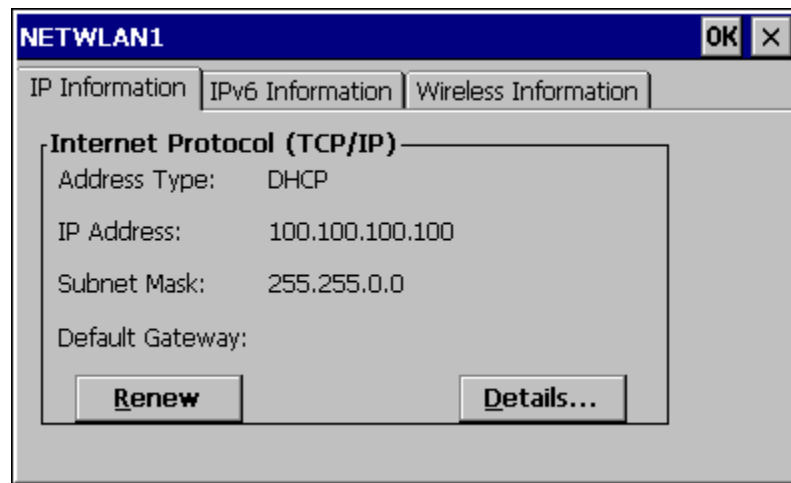 NETWLAN1 OK ×
IP Information IPv6 Information Wireless Information
Internet Protocol (TCP/IP)
Address Type: DHCP
IP Address: 100.100.100.100
Subnet Mask: 255.255.0.0
Default Gateway:
Renew Details...